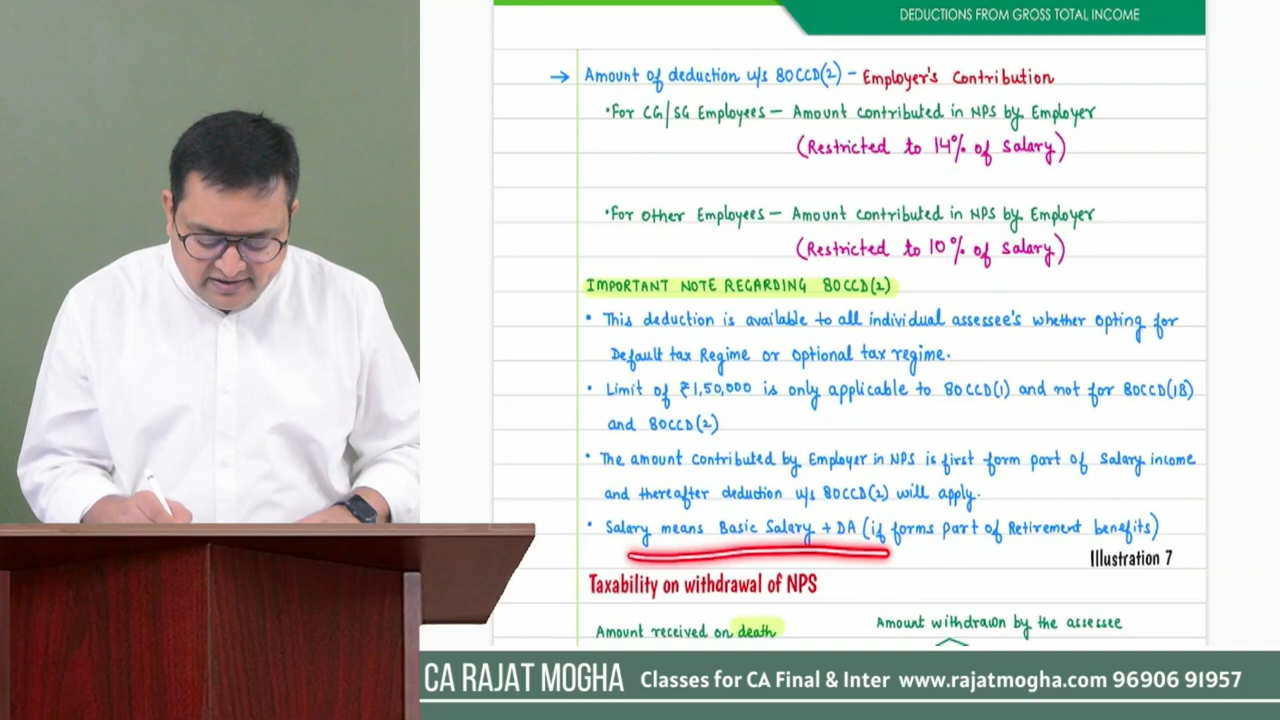 DEDUCTIONS FROM GROSS TOTAL INCOME
→ Amount of deduction u/s 80CCD(2) – Employer's Contribution
• For CG/SG Employees – Amount contributed in NPS by Employer
(Restricted to 14% of salary)
• For other Employees – Amount contributed in NPS by Employer
(Restricted to 10% of salary)
IMPORTANT NOTE REGARDING 80CCD(2)
• This deduction is available to all individual assessee's whether opting for
Default tax Regime or optional tax regime.
• Limit of ₹1,50,000 is only applicable to 80CCD(1) and not for 80CCD(1B)
and 80CCD(2)
• The amount contributed by Employer in NPS is first form part of salary income
and thereafter deduction u/s 80CCD(2) will apply.
• Salary means Basic Salary + DA (if forms part of Retirement benefits)
Illustration 7
Taxability on withdrawal of NPS
Amount withdrawn by the assessee
Amount received on death
CA RAJAT MOGHA Classes for CA Final & Inter www.rajatmogha.com 96906 91957